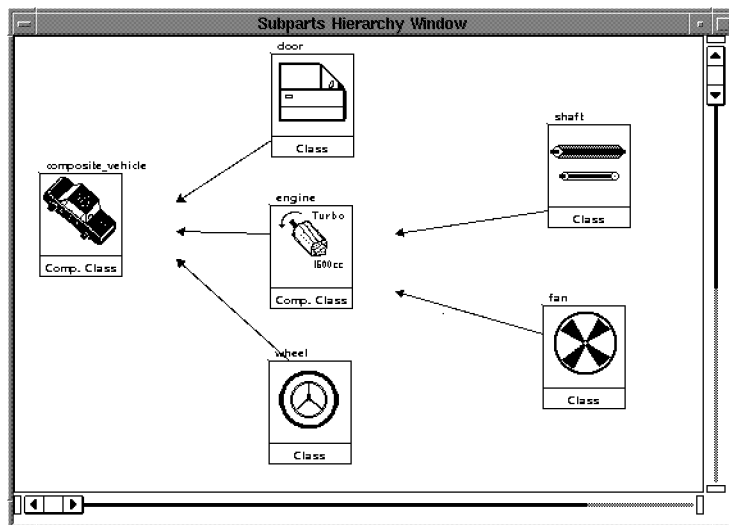 Subparts Hierarchy Window
door
Class
shaft
Class
composite_vehicle
Comp. Class
engine
Turbo
1600cc
Comp. Class
fan
Class
wheel
Class